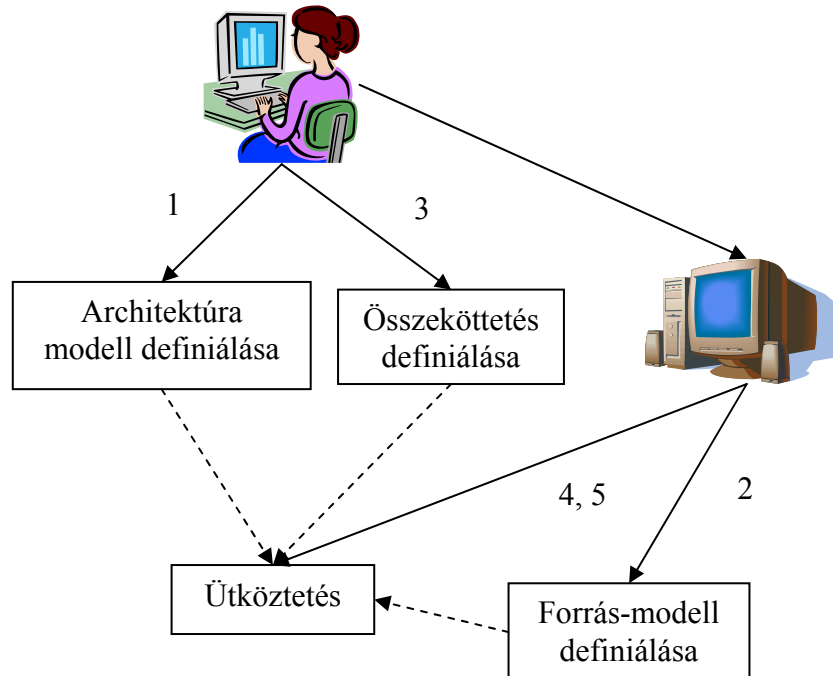 1
3
Architektúra
modell definiálása
Összeköttetés
definiálása
4, 5
2
Ütköztetés
Forrás-modell
definiálása